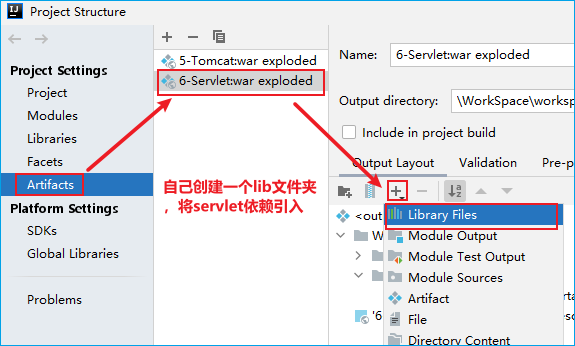 Project Structure
Project Settings
Project
Modules
Libraries
Facets
Artifacts
Platform Settings
SDKs
Global Libraries
Problems
5-Tomcat:war exploded
6-Servlet:war exploded
自己创建一个lib文件夹
，将servlet依赖引入
Name: 6-Servlet:war exploded
Output directory: \WorkSpace\worksp
Include in project build
Output Layout Validation Pre-p
<out
Library Files
W
Module Output
Module Test Output
Module Sources
Artifact
rta
'6
File
esc
Directory Content